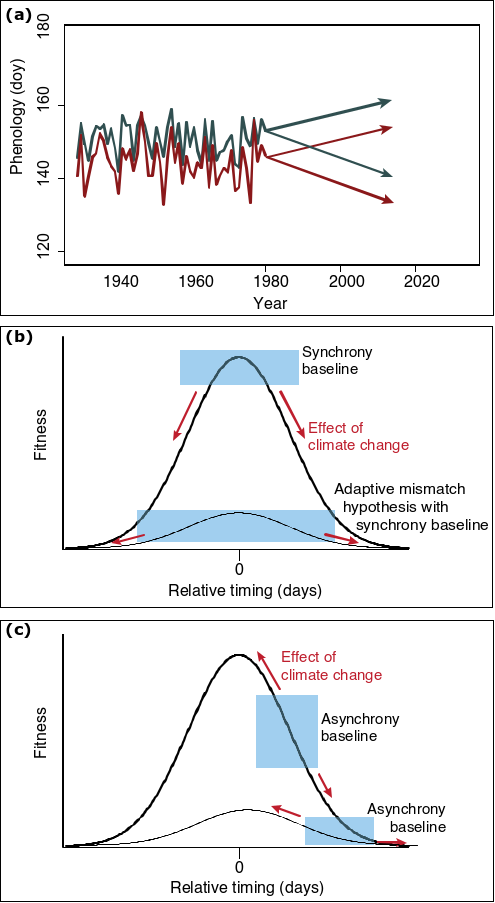 (a)
Phenology (doy)
180
160
140
120
1940 1960 1980 2000 2020
Year
(b)
Fitness
Synchrony
baseline
Effect of
climate change
Adaptive mismatch
hypothesis with
synchrony baseline
0
Relative timing (days)
(c)
Fitness
Effect of
climate change
Asynchrony
baseline
Asynchrony
baseline
0
Relative timing (days)